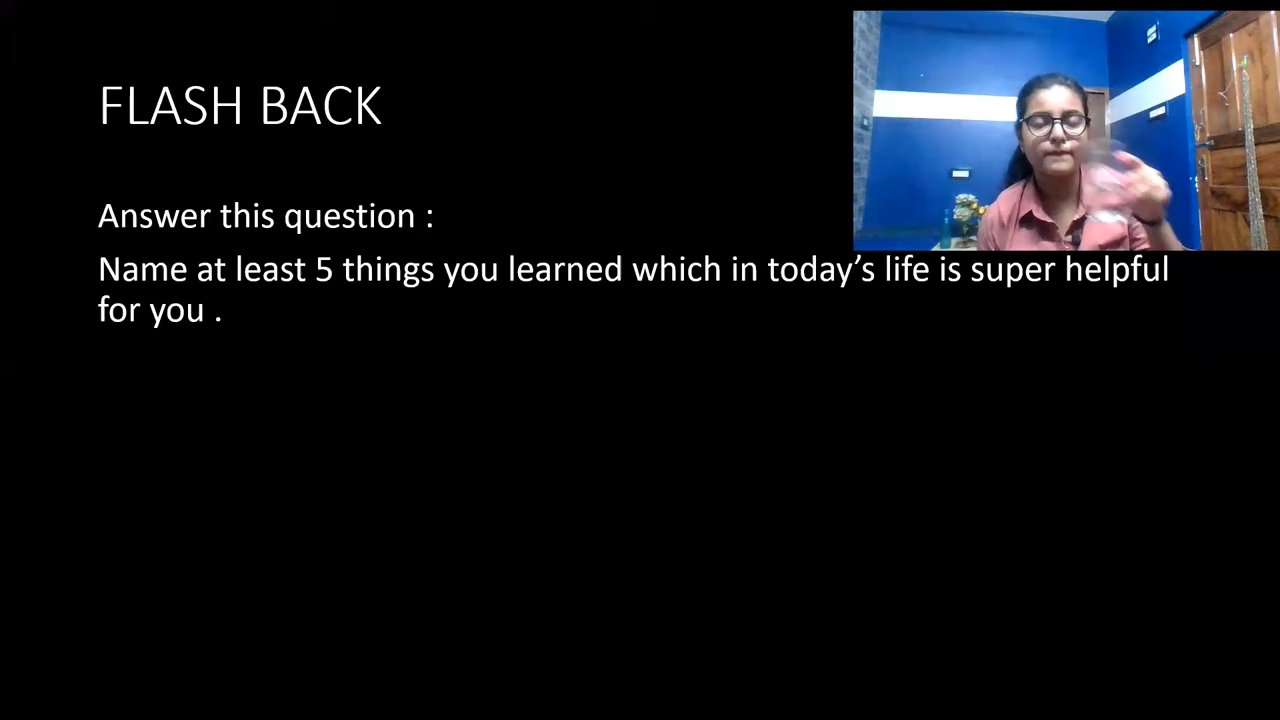 FLASH BACK
Answer this question :
Name at least 5 things you learned which in today’s life is super helpful
for you .